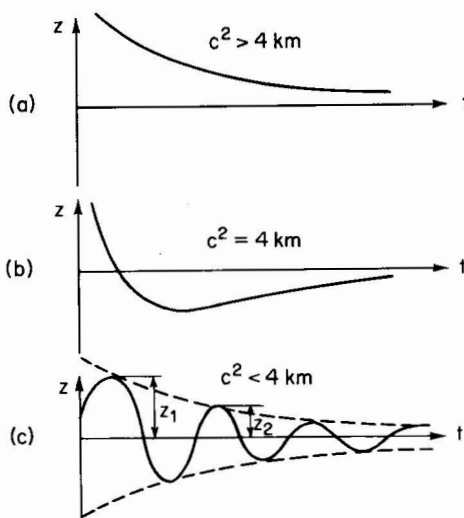 z
c² > 4 km
(a)
t
z
(b)
c² = 4 km
t
c² < 4 km
z
z₁
z₂
(c)
t